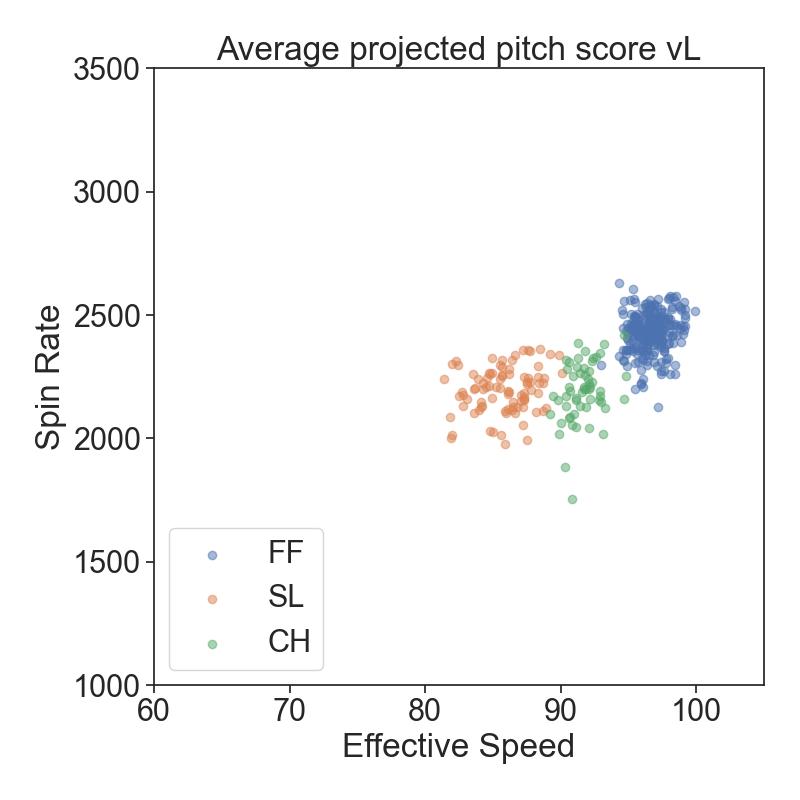 Average projected pitch score vL
3500
3000
2500
2000
1500
1000
Spin Rate
FF
SL
CH
60 70 80 90 100
Effective Speed